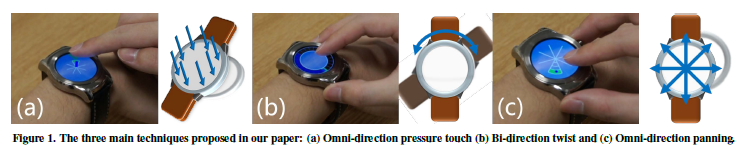 (a) (b) (c)
Figure 1. The three main techniques proposed in our paper: (a) Omni-direction pressure touch (b) Bi-direction twist and (c) Omni-direction panning.